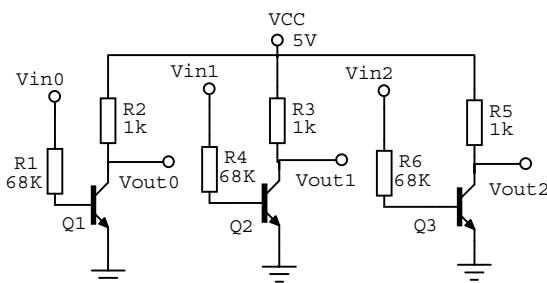 VCC
5V
Vin0
Vin1
Vin2
R2
1k
R3
1k
R5
1k
R1
68K
R4
68K
R6
68K
Vout0
Vout1
Vout2
Q1
Q2
Q3